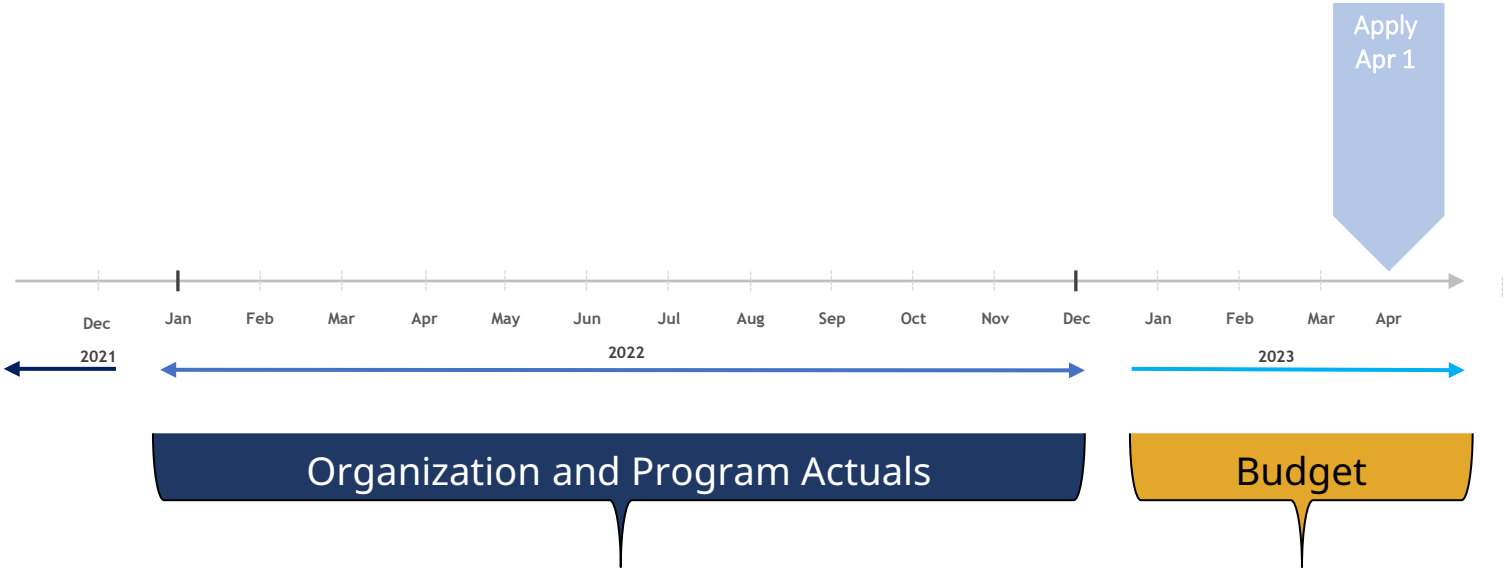 Apply
Apr 1
Dec Jan Feb Mar Apr May Jun Jul Aug Sep Oct Nov Dec Jan Feb Mar Apr
2021 2022 2023
Organization and Program Actuals Budget